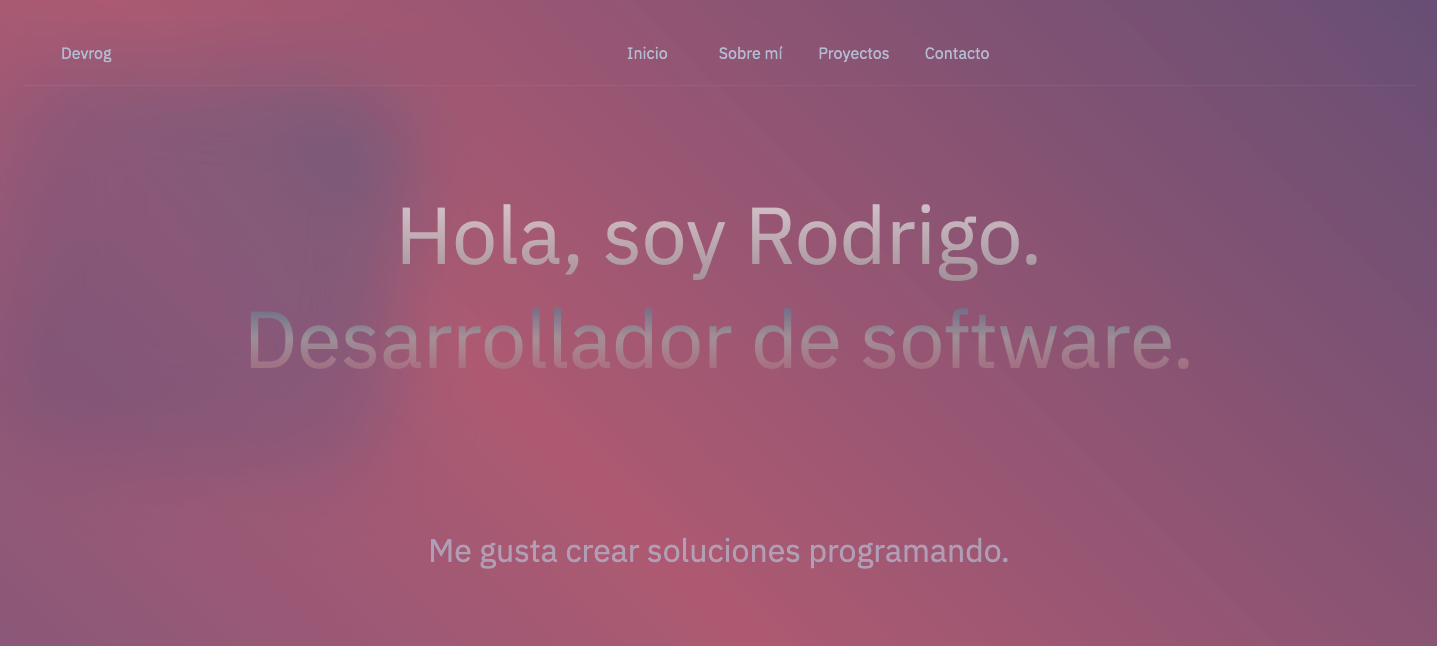 Devrog
Inicio Sobre mí Proyectos Contacto
Hola, soy Rodrigo.
Desarrollador de software.
Me gusta crear soluciones programando.